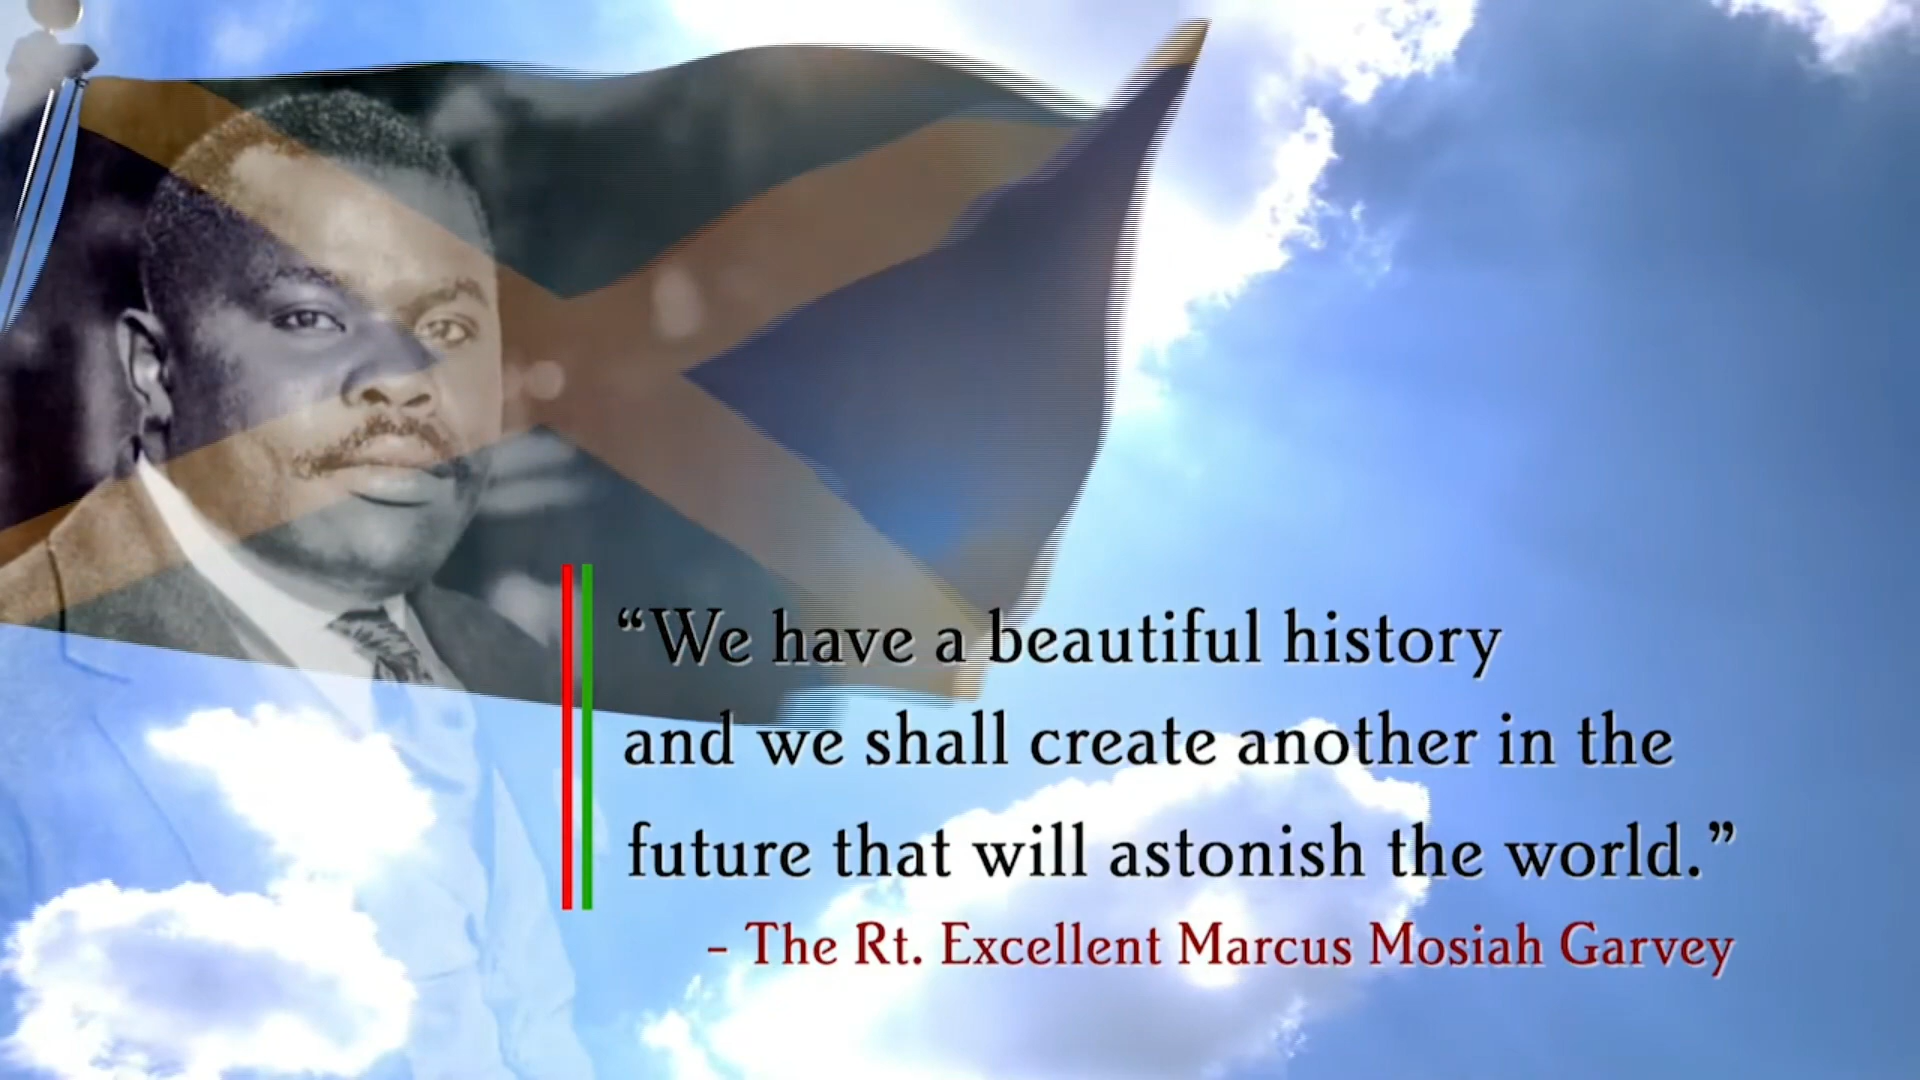 “We have a beautiful history
and we shall create another in the
future that will astonish the world.”
– The Rt. Excellent Marcus Mosiah Garvey